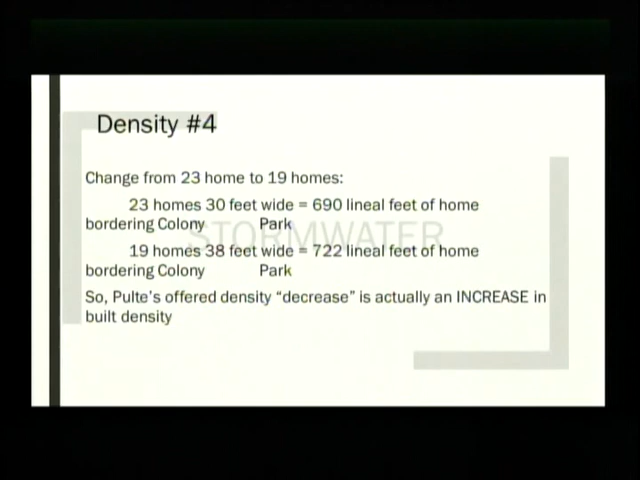 Density #4
Change from 23 home to 19 homes:
23 homes 30 feet wide = 690 lineal feet of home
bordering Colony Park
STORMWATER
19 homes 38 feet wide = 722 lineal feet of home
bordering Colony Park
So, Pulte's offered density "decrease" is actually an INCREASE in
built density